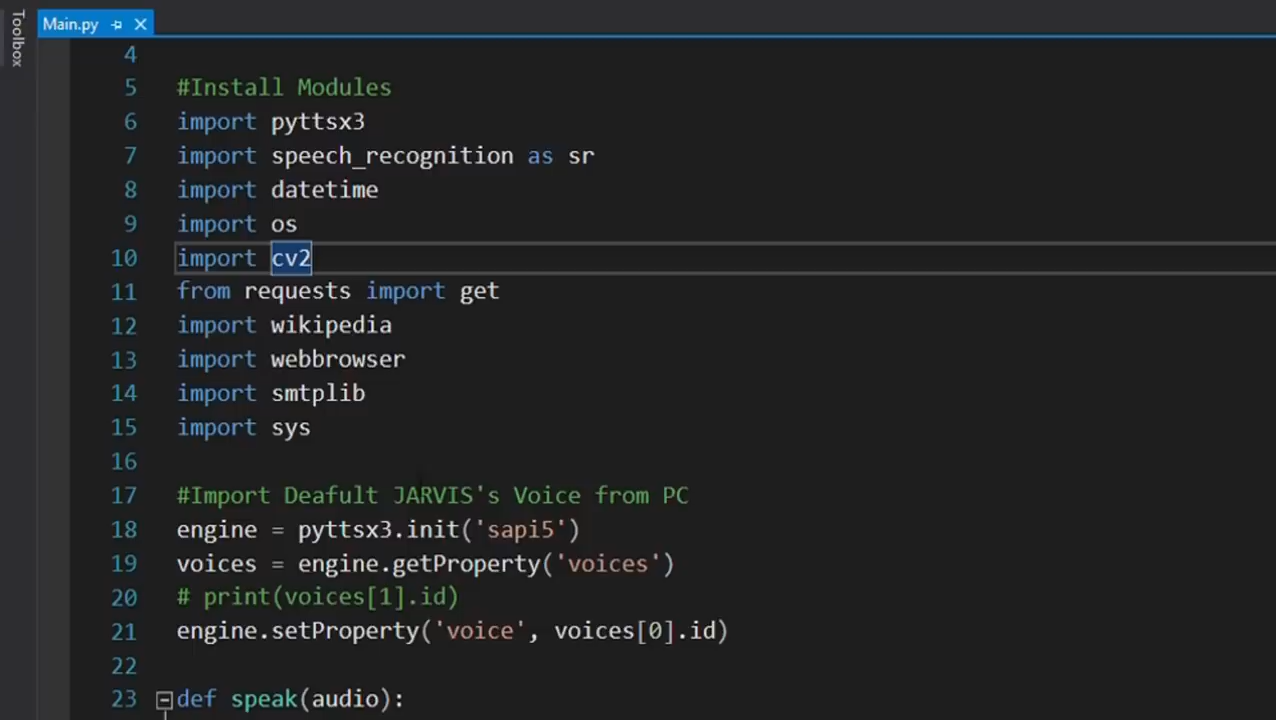 Toolbox
Main.py
4
5 #Install Modules
6 import pyttsx3
7 import speech_recognition as sr
8 import datetime
9 import os
10 import cv2
11 from requests import get
12 import wikipedia
13 import webbrowser
14 import smtplib
15 import sys
16
17 #Import Deafult JARVIS's Voice from PC
18 engine = pyttsx3.init('sapi5')
19 voices = engine.getProperty('voices')
20 # print(voices[1].id)
21 engine.setProperty('voice', voices[0].id)
22
23 def speak(audio):